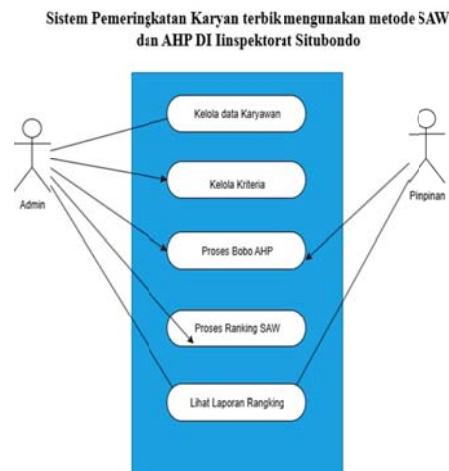 Sistem Pemeringkatan Karyan terbik mengunakan metode SAW
dan AHP DI Iinspektorat Situbondo
Kelola data Karyawan
Kelola Kriteria
Admin
Pinpinan
Proses Bobo AHP
Proses Ranking SAW
Lihat Laporan Rangking